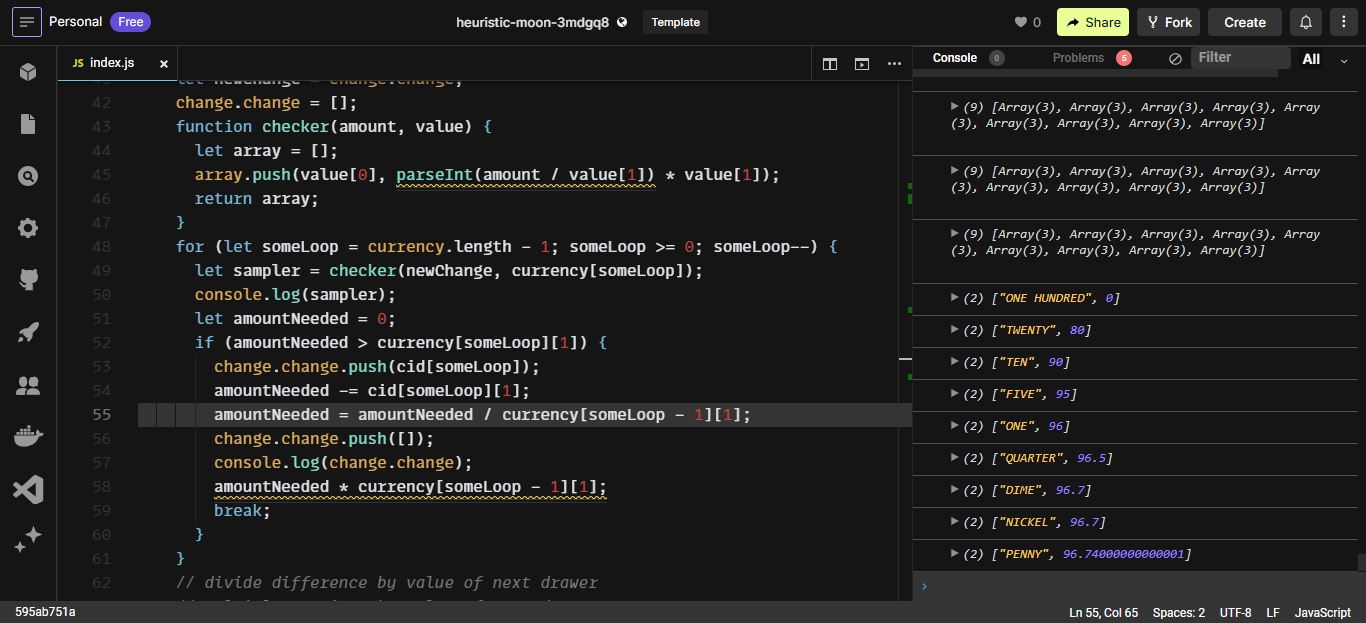 Personal Free heuristic-moon-3mdgq8 Template 0 Share Fork Create
JS index.js ×
42 change.change = [];
43 function checker(amount, value) {
44 let array = [];
45 array.push(value[0], parseInt(amount / value[1]) * value[1]);
46 return array;
47 }
48 for (let someLoop = currency.length - 1; someLoop >= 0; someLoop--) {
49 let sampler = checker(newChange, currency[someLoop]);
50 console.log(sampler);
51 let amountNeeded = 0;
52 if (amountNeeded > currency[someLoop][1]) {
53 change.change.push(cid[someLoop]);
54 amountNeeded -= cid[someLoop][1];
55 amountNeeded = amountNeeded / currency[someLoop - 1][1];
56 change.change.push([]);
57 console.log(change.change);
58 amountNeeded * currency[someLoop - 1][1];
59 break;
60 }
61 }
62 // divide difference by value of next drawer
Console 0 Problems 5 Filter All
(9) [Array(3), Array(3), Array(3), Array(3), Array
(3), Array(3), Array(3), Array(3), Array(3)]
(9) [Array(3), Array(3), Array(3), Array(3), Array
(3), Array(3), Array(3), Array(3), Array(3)]
(9) [Array(3), Array(3), Array(3), Array(3), Array
(3), Array(3), Array(3), Array(3), Array(3)]
(2) ["ONE HUNDRED", 0]
(2) ["TWENTY", 80]
(2) ["TEN", 90]
(2) ["FIVE", 95]
(2) ["ONE", 96]
(2) ["QUARTER", 96.5]
(2) ["DIME", 96.7]
(2) ["NICKEL", 96.7]
(2) ["PENNY", 96.74000000000001]
595ab751a Ln 55, Col 65 Spaces: 2 UTF-8 LF JavaScript